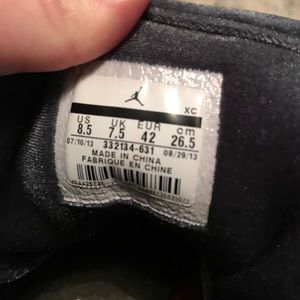 XC
US UK EUR cm
8.5 7.5 42 26.5
07/10/13 332134-631 08/29/13
MADE IN CHINA
FABRIQUE EN CHINE